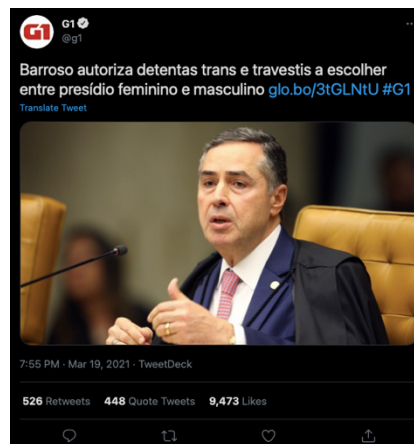 G1
G1
@g1
Barroso autoriza detentas trans e travestis a escolher
entre presídio feminino e masculino glo.bo/3tGLNtU #G1
Translate Tweet
7:55 PM · Mar 19, 2021 · TweetDeck
526 Retweets 448 Quote Tweets 9,473 Likes